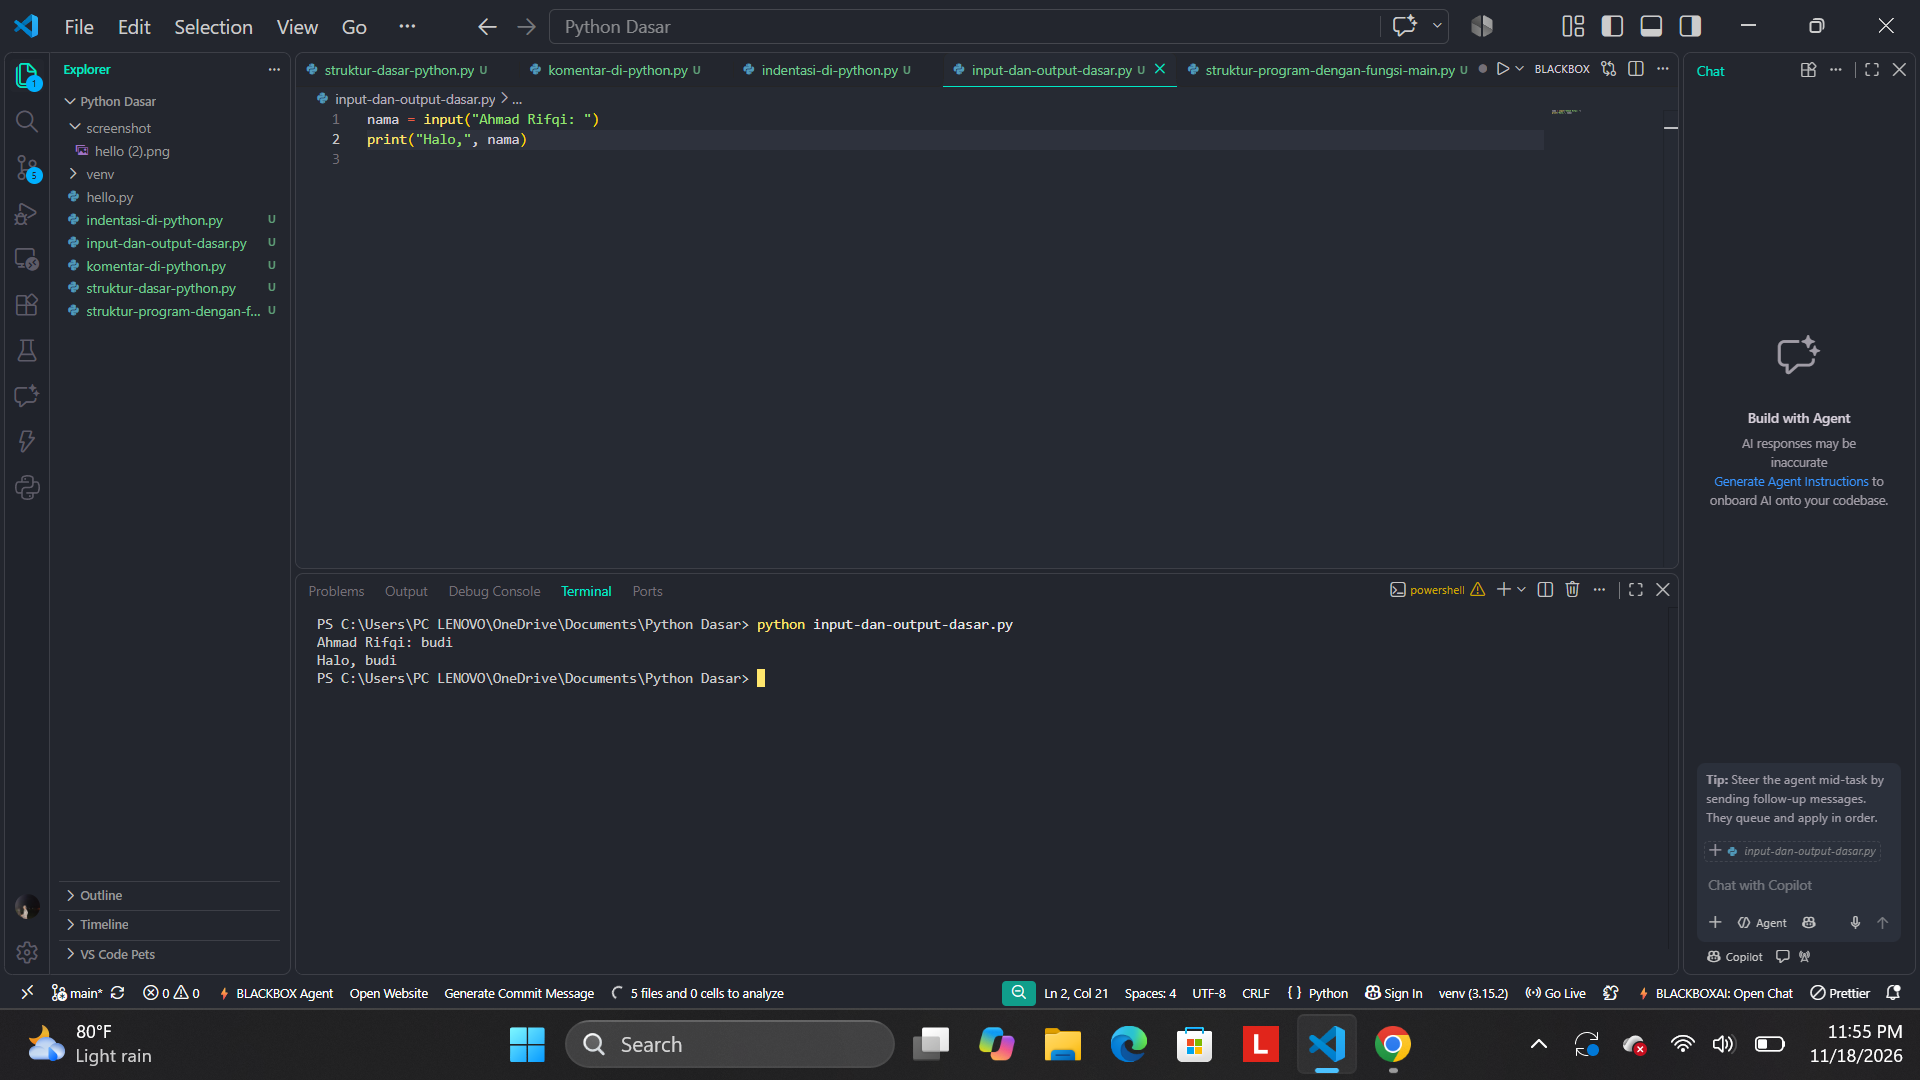 File Edit Selection View Go ···
Python Dasar
Explorer
1
5
Python Dasar
screenshot
hello (2).png
venv
hello.py
indentasi-di-python.py U
input-dan-output-dasar.py U
komentar-di-python.py U
struktur-dasar-python.py U
struktur-program-dengan-f... U
Outline
Timeline
VS Code Pets
struktur-dasar-python.py U komentar-di-python.py U indentasi-di-python.py U input-dan-output-dasar.py U struktur-program-dengan-fungsi-main.py U BLACKBOX
input-dan-output-dasar.py > ...
1 nama = input("Ahmad Rifqi: ")
2 print("Halo,", nama)
3
Problems Output Debug Console Terminal Ports powershell
PS C:\Users\PC LENOVO\OneDrive\Documents\Python Dasar> python input-dan-output-dasar.py
Ahmad Rifqi: budi
Halo, budi
PS C:\Users\PC LENOVO\OneDrive\Documents\Python Dasar>
Chat
Build with Agent
AI responses may be
inaccurate
Generate Agent Instructions to
onboard AI onto your codebase.
Tip: Steer the agent mid-task by
sending follow-up messages.
They queue and apply in order.
input-dan-output-dasar.py
Chat with Copilot
Agent
Copilot
main* 0 0 BLACKBOX Agent Open Website Generate Commit Message 5 files and 0 cells to analyze Ln 2, Col 21 Spaces: 4 UTF-8 CRLF { } Python Sign In venv (3.15.2) Go Live BLACKBOXAI: Open Chat Prettier
80°F
Light rain
Search
L
11:55 PM
11/18/2026